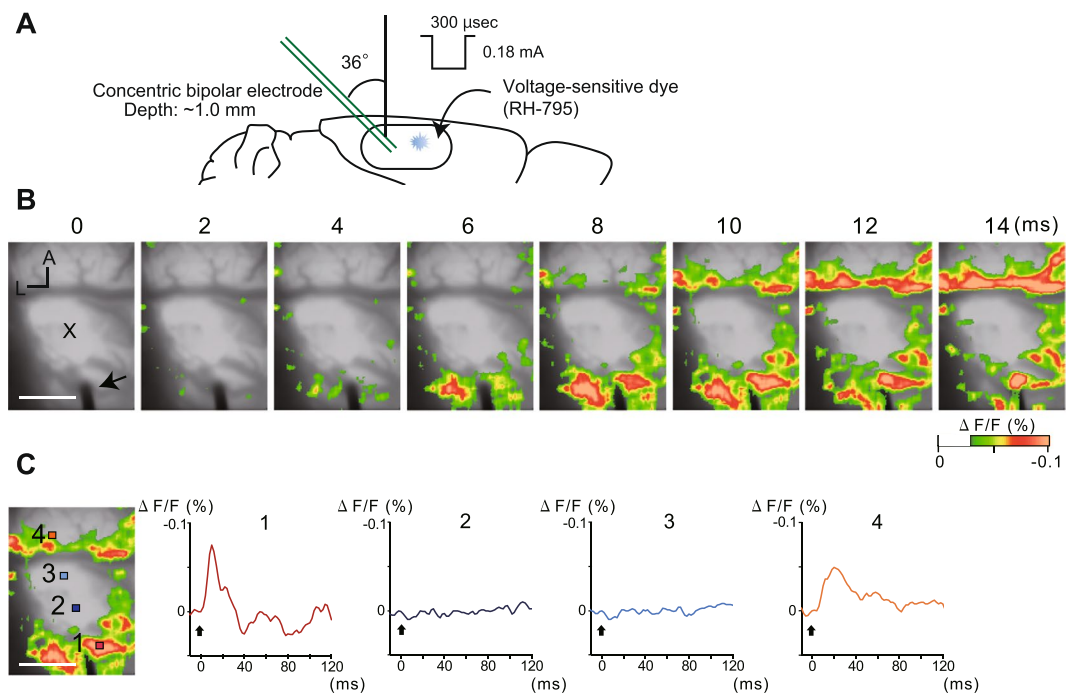 A
300 μsec
0.18 mA
36°
Concentric bipolar electrode
Depth: ~1.0 mm
Voltage-sensitive dye
(RH-795)
B
0 2 4 6 8 10 12 14 (ms)
A
L
X
Δ F/F (%)
0 -0.1
C
4
3
2
1
Δ F/F (%)
1
-0.1
0
0 40 80 120
(ms)
Δ F/F (%)
2
-0.1
0
0 40 80 120
(ms)
Δ F/F (%)
3
-0.1
0
0 40 80 120
(ms)
Δ F/F (%)
4
-0.1
0
0 40 80 120
(ms)